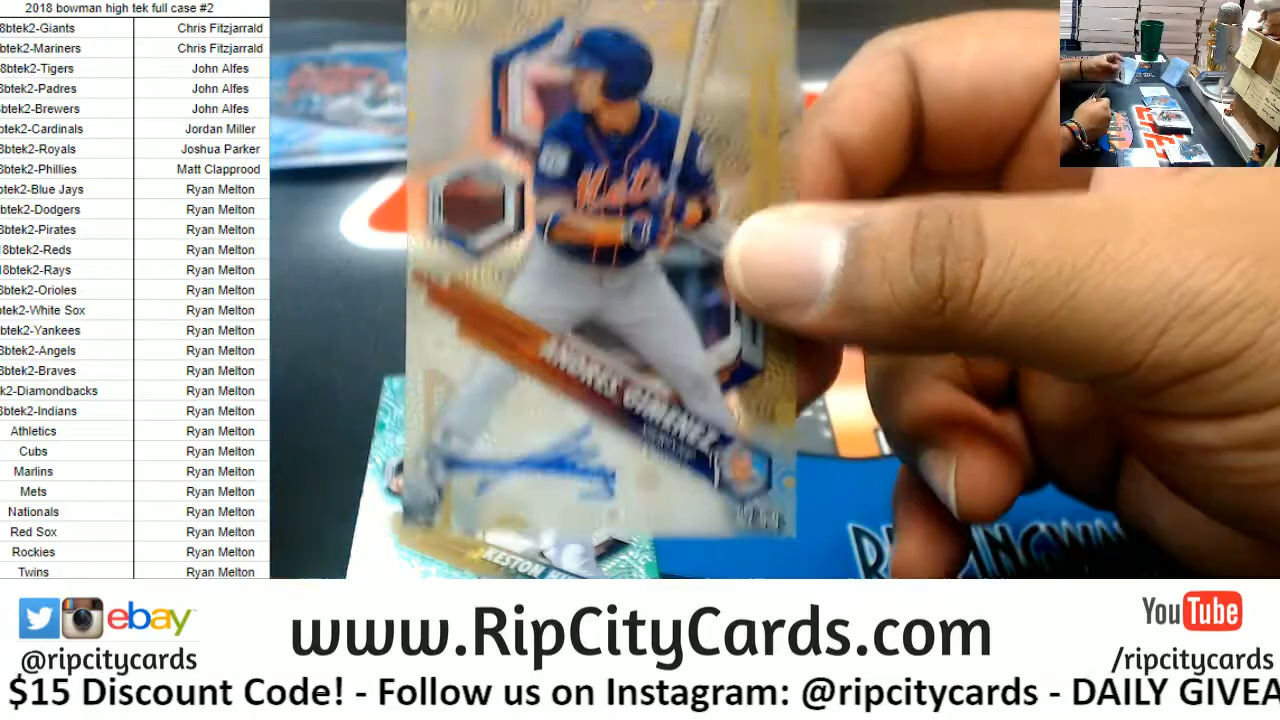 2018 bowman high tek full case #2
8btek2-Giants Chris Fitzjarrald
btek2-Mariners Chris Fitzjarrald
8btek2-Tigers John Alfes
8btek2-Padres John Alfes
btek2-Brewers John Alfes
tek2-Cardinals Jordan Miller
8btek2-Royals Joshua Parker
8btek2-Phillies Matt Clapprood
btek2-Blue Jays Ryan Melton
btek2-Dodgers Ryan Melton
8btek2-Pirates Ryan Melton
18btek2-Reds Ryan Melton
18btek2-Rays Ryan Melton
8btek2-Orioles Ryan Melton
tek2-White Sox Ryan Melton
btek2-Yankees Ryan Melton
8btek2-Angels Ryan Melton
8btek2-Braves Ryan Melton
k2-Diamondbacks Ryan Melton
8btek2-Indians Ryan Melton
Athletics Ryan Melton
Cubs Ryan Melton
Marlins Ryan Melton
Mets Ryan Melton
Nationals Ryan Melton
Red Sox Ryan Melton
Rockies Ryan Melton
Twins Ryan Melton
Mets
ANDRES GIMENEZ
KESTON
ebay
@ripcitycards
www.RipCityCards.com
YouTube
/ripcitycards
$15 Discount Code! - Follow us on Instagram: @ripcitycards - DAILY GIVEA